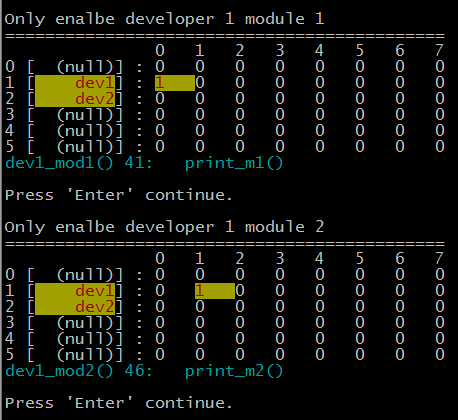 Only enalbe developer 1 module 1
============================================
0 1 2 3 4 5 6 7
0 [ (null)] : 0 0 0 0 0 0 0 0
1 [ dev1] : 1 0 0 0 0 0 0 0
2 [ dev2] : 0 0 0 0 0 0 0 0
3 [ (null)] : 0 0 0 0 0 0 0 0
4 [ (null)] : 0 0 0 0 0 0 0 0
5 [ (null)] : 0 0 0 0 0 0 0 0
dev1_mod1() 41: print_m1()
Press 'Enter' continue.
Only enalbe developer 1 module 2
============================================
0 1 2 3 4 5 6 7
0 [ (null)] : 0 0 0 0 0 0 0 0
1 [ dev1] : 0 1 0 0 0 0 0 0
2 [ dev2] : 0 0 0 0 0 0 0 0
3 [ (null)] : 0 0 0 0 0 0 0 0
4 [ (null)] : 0 0 0 0 0 0 0 0
5 [ (null)] : 0 0 0 0 0 0 0 0
dev1_mod2() 46: print_m2()
Press 'Enter' continue.